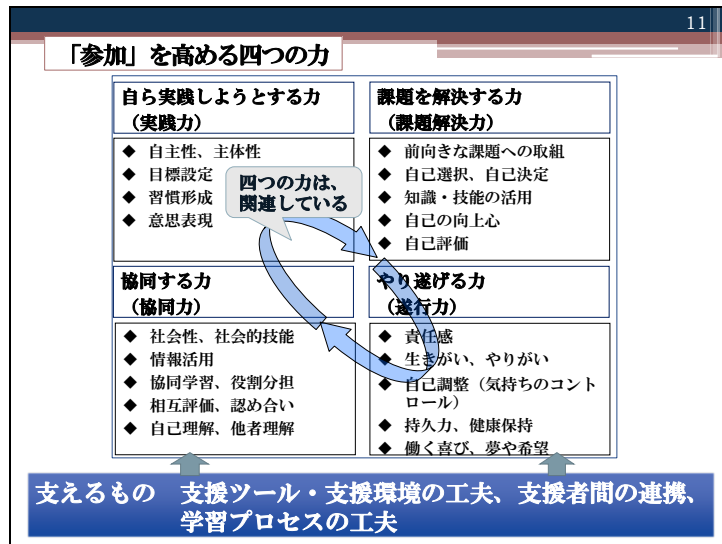 11
「参加」を高める四つの力
自ら実践しようとする力
（実践力）
◆ 自主性、主体性
◆ 目標設定
◆ 習慣形成
◆ 意思表現
課題を解決する力
（課題解決力）
◆ 前向きな課題への取組
◆ 自己選択、自己決定
◆ 知識・技能の活用
◆ 自己の向上心
◆ 自己評価
四つの力は、
関連している
協同する力
（協同力）
◆ 社会性、社会的技能
◆ 情報活用
◆ 協同学習、役割分担
◆ 相互評価、認め合い
◆ 自己理解、他者理解
やり遂げる力
（遂行力）
◆ 責任感
◆ 生きがい、やりがい
◆ 自己調整（気持ちのコント
ロール）
◆ 持久力、健康保持
◆ 働く喜び、夢や希望
支えるもの　支援ツール・支援環境の工夫、支援者間の連携、
学習プロセスの工夫